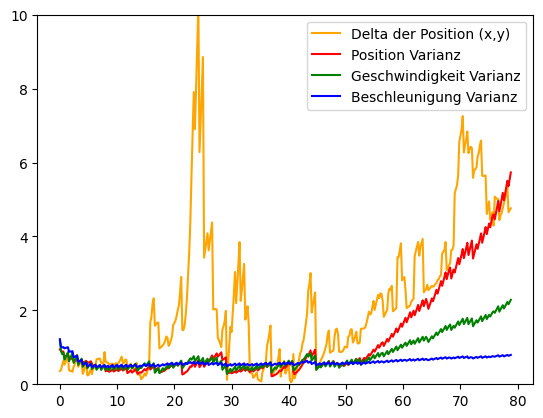 10
8
6
4
2
0
0 10 20 30 40 50 60 70 80
Delta der Position (x,y)
Position Varianz
Geschwindigkeit Varianz
Beschleunigung Varianz